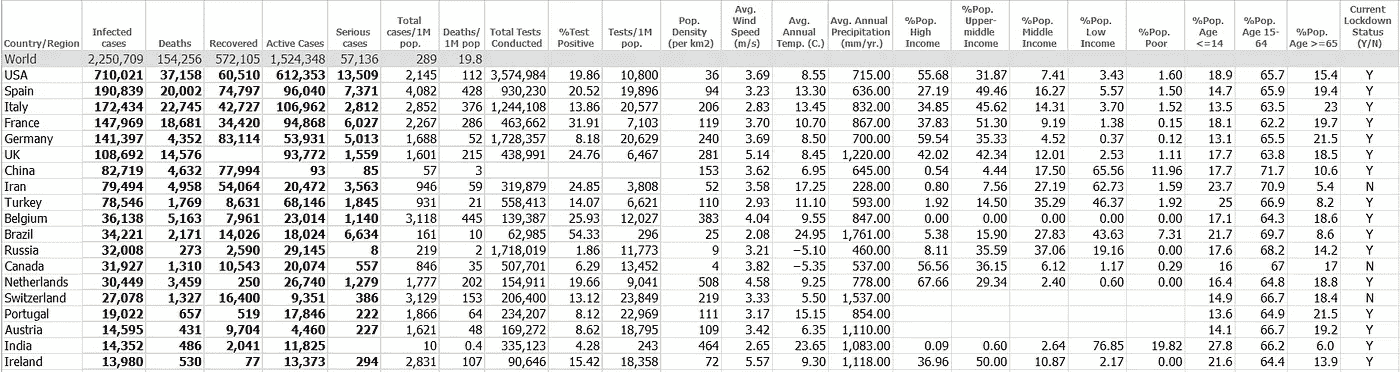 Country/Region Infected cases Deaths Recovered Active Cases Serious cases Total cases/1M pop. Deaths/1M pop. Total Tests Conducted %Test Positive Tests/1M pop. Pop. Density (per km2) Avg. Wind Speed (m/s) Avg. Annual Temp. (C.) Avg. Annual Precipitation (mm/yr.) %Pop. High Income %Pop. Upper-middle Income %Pop. Middle Income %Pop. Low Income %Pop. Poor %Pop. Age <=14 %Pop. Age 15-64 %Pop. Age >=65 Current Lockdown Status (Y/N)
World 2,250,709 154,256 572,105 1,524,348 57,136 289 19.8
USA 710,021 37,158 60,510 612,353 13,509 2,145 112 3,574,984 19.86 10,800 36 3.69 8.55 715.00 55.68 31.87 7.41 3.43 1.60 18.9 65.7 15.4 Y
Spain 190,839 20,002 74,797 96,040 7,371 4,082 428 930,230 20.52 19,896 94 3.23 13.30 636.00 27.19 49.46 16.27 5.57 1.50 14.7 65.9 19.4 Y
Italy 172,434 22,745 42,727 106,962 2,812 2,852 376 1,244,108 13.86 20,577 206 2.83 13.45 832.00 34.85 45.62 14.31 3.70 1.52 13.5 63.5 23 Y
France 147,969 18,681 34,420 94,868 6,027 2,267 286 463,662 31.91 7,103 119 3.70 10.70 867.00 37.83 51.30 9.19 1.38 0.15 18.1 62.2 19.7 Y
Germany 141,397 4,352 83,114 53,931 5,013 1,688 52 1,728,357 8.18 20,629 240 3.69 8.50 700.00 59.54 35.33 4.52 0.37 0.12 13.1 65.5 21.5 Y
UK 108,692 14,576 93,772 1,559 1,601 215 438,991 24.76 6,467 281 5.14 8.45 1,220.00 42.02 42.34 12.01 2.53 1.11 17.7 63.8 18.5 Y
China 82,719 4,632 77,994 93 85 57 3 153 3.62 6.95 645.00 0.54 4.44 17.50 65.56 11.96 17.7 71.7 10.6 Y
Iran 79,494 4,958 54,064 20,472 3,563 946 59 319,879 24.85 3,808 52 3.58 17.25 228.00 0.80 7.56 27.19 62.73 1.59 23.7 70.9 5.4 N
Turkey 78,546 1,769 8,631 68,146 1,845 931 21 558,413 14.07 6,621 110 2.93 11.10 593.00 1.92 14.50 35.29 46.37 1.92 25 66.9 8.2 Y
Belgium 36,138 5,163 7,961 23,014 1,140 3,118 445 139,387 25.93 12,027 383 4.04 9.55 847.00 0.00 0.00 0.00 0.00 0.00 17.1 64.3 18.6 Y
Brazil 34,221 2,171 14,026 18,024 6,634 161 10 62,985 54.33 296 25 2.08 24.95 1,761.00 5.38 15.90 27.83 43.63 7.31 21.7 69.7 8.6 Y
Russia 32,008 273 2,590 29,145 8 219 2 1,718,019 1.86 11,773 9 3.21 −5.10 460.00 8.11 35.59 37.06 19.16 0.00 17.6 68.2 14.2 Y
Canada 31,927 1,310 10,543 20,074 557 846 35 507,701 6.29 13,452 4 3.82 −5.35 537.00 56.56 36.15 6.12 1.17 0.29 16 67 17 N
Netherlands 30,449 3,459 250 26,740 1,279 1,777 202 154,911 19.66 9,041 508 4.58 9.25 778.00 67.66 29.34 2.40 0.60 0.00 16.4 64.8 18.8 Y
Switzerland 27,078 1,327 16,400 9,351 386 3,129 153 206,400 13.12 23,849 219 3.33 5.50 1,537.00 14.9 66.7 18.4 N
Portugal 19,022 657 519 17,846 222 1,866 64 234,207 8.12 22,969 111 3.17 15.15 854.00 13.6 64.9 21.5 Y
Austria 14,595 431 9,704 4,460 227 1,621 48 169,272 8.62 18,795 109 3.42 6.35 1,110.00 14.1 66.7 19.2 Y
India 14,352 486 2,041 11,825 10 0.4 335,123 4.28 243 464 2.65 23.65 1,083.00 0.09 0.60 2.64 76.85 19.82 27.8 66.2 6.0 Y
Ireland 13,980 530 77 13,373 294 2,831 107 90,646 15.42 18,358 72 5.57 9.30 1,118.00 36.96 50.00 10.87 2.17 0.00 21.6 64.4 13.9 Y